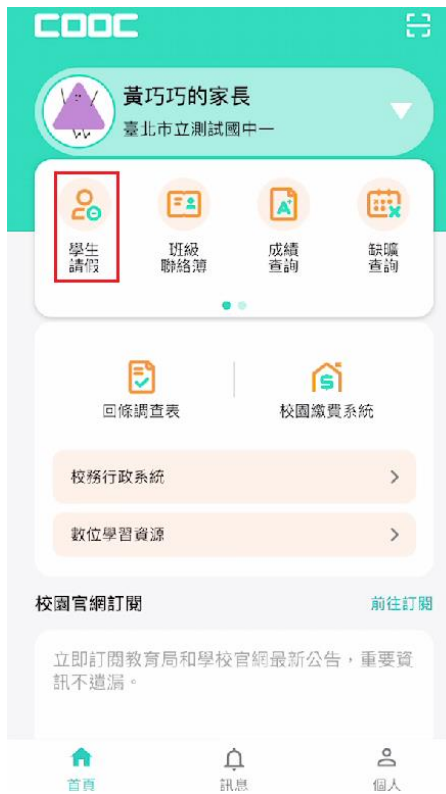 COOC
黃巧巧的家長
臺北市立測試國中一
學生
請假
班級
聯絡簿
成績
查詢
缺曠
查詢
回條調查表
校園繳費系統
校務行政系統
數位學習資源
校園官網訂閱
前往訂閱
立即訂閱教育局和學校官網最新公告,重要資
訊不遺漏。
首頁
訊息
個人